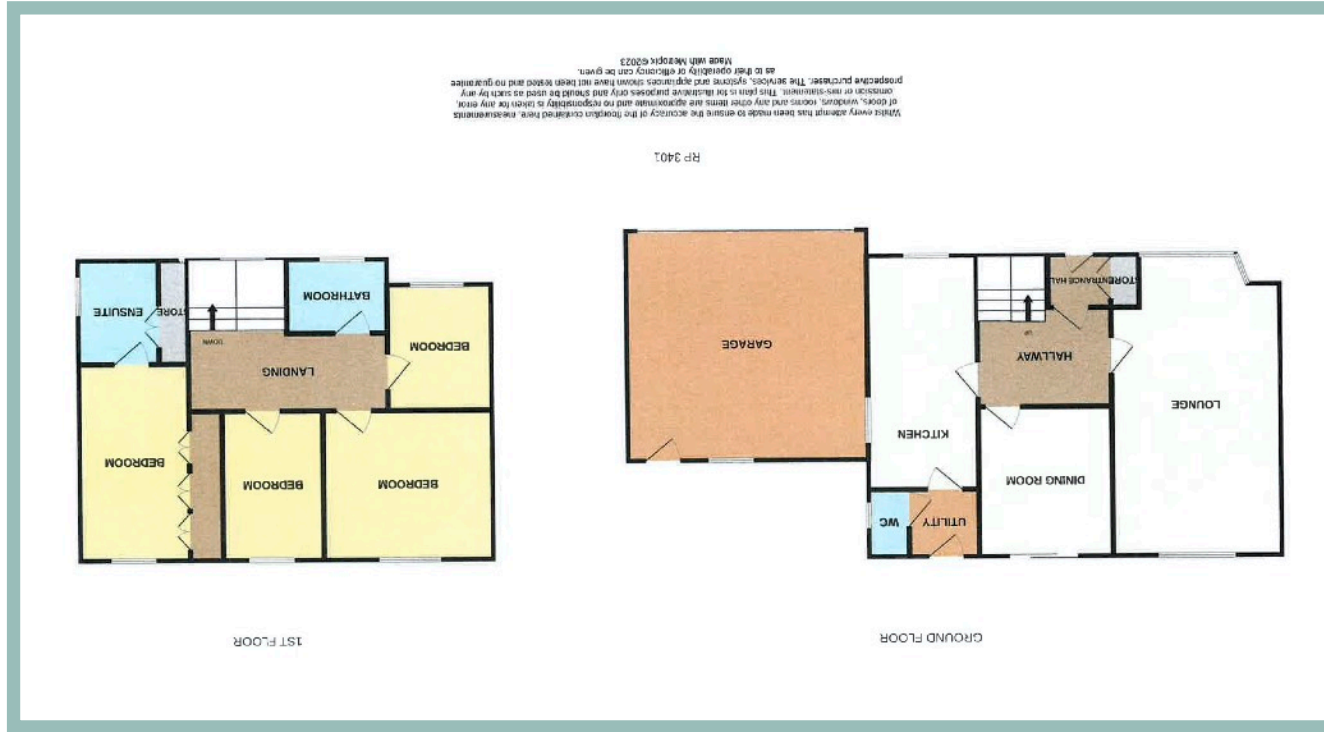 GROUND FLOOR
1ST FLOOR
LOUNGE
DINING ROOM
UTILITY
WC
KITCHEN
HALLWAY
UP
STORE
ENTRANCE HALL
GARAGE
BEDROOM
BEDROOM
BEDROOM
BEDROOM
LANDING
DOWN
BATHROOM
ENSUITE
STORE
RP 3401
Whilst every attempt has been made to ensure the accuracy of the floorplan contained here, measurements
of doors, windows, rooms and any other items are approximate and no responsibility is taken for any error,
omission or mis-statement. This plan is for illustrative purposes only and should be used as such by any
prospective purchaser. The services, systems and appliances shown have not been tested and no guarantee
as to their operability or efficiency can be given.
Made with Metropix ©2023